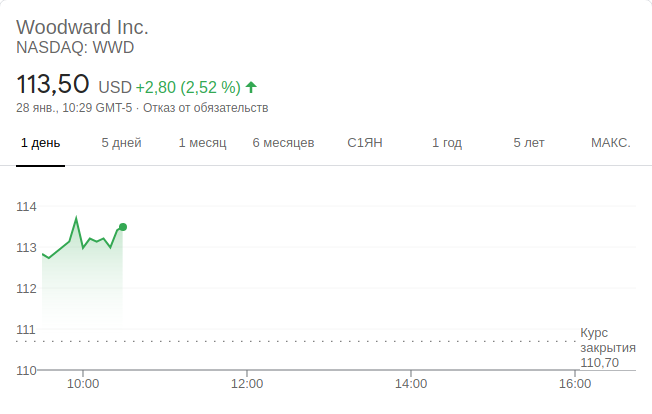 Woodward Inc.
NASDAQ: WWD
113,50 USD +2,80 (2,52 %)
28 янв., 10:29 GMT-5 · Отказ от обязательств
1 день 5 дней 1 месяц 6 месяцев С1ЯН 1 год 5 лет МАКС.
114
113
112
111
Курс
закрытия
110,70
110
10:00 12:00 14:00 16:00